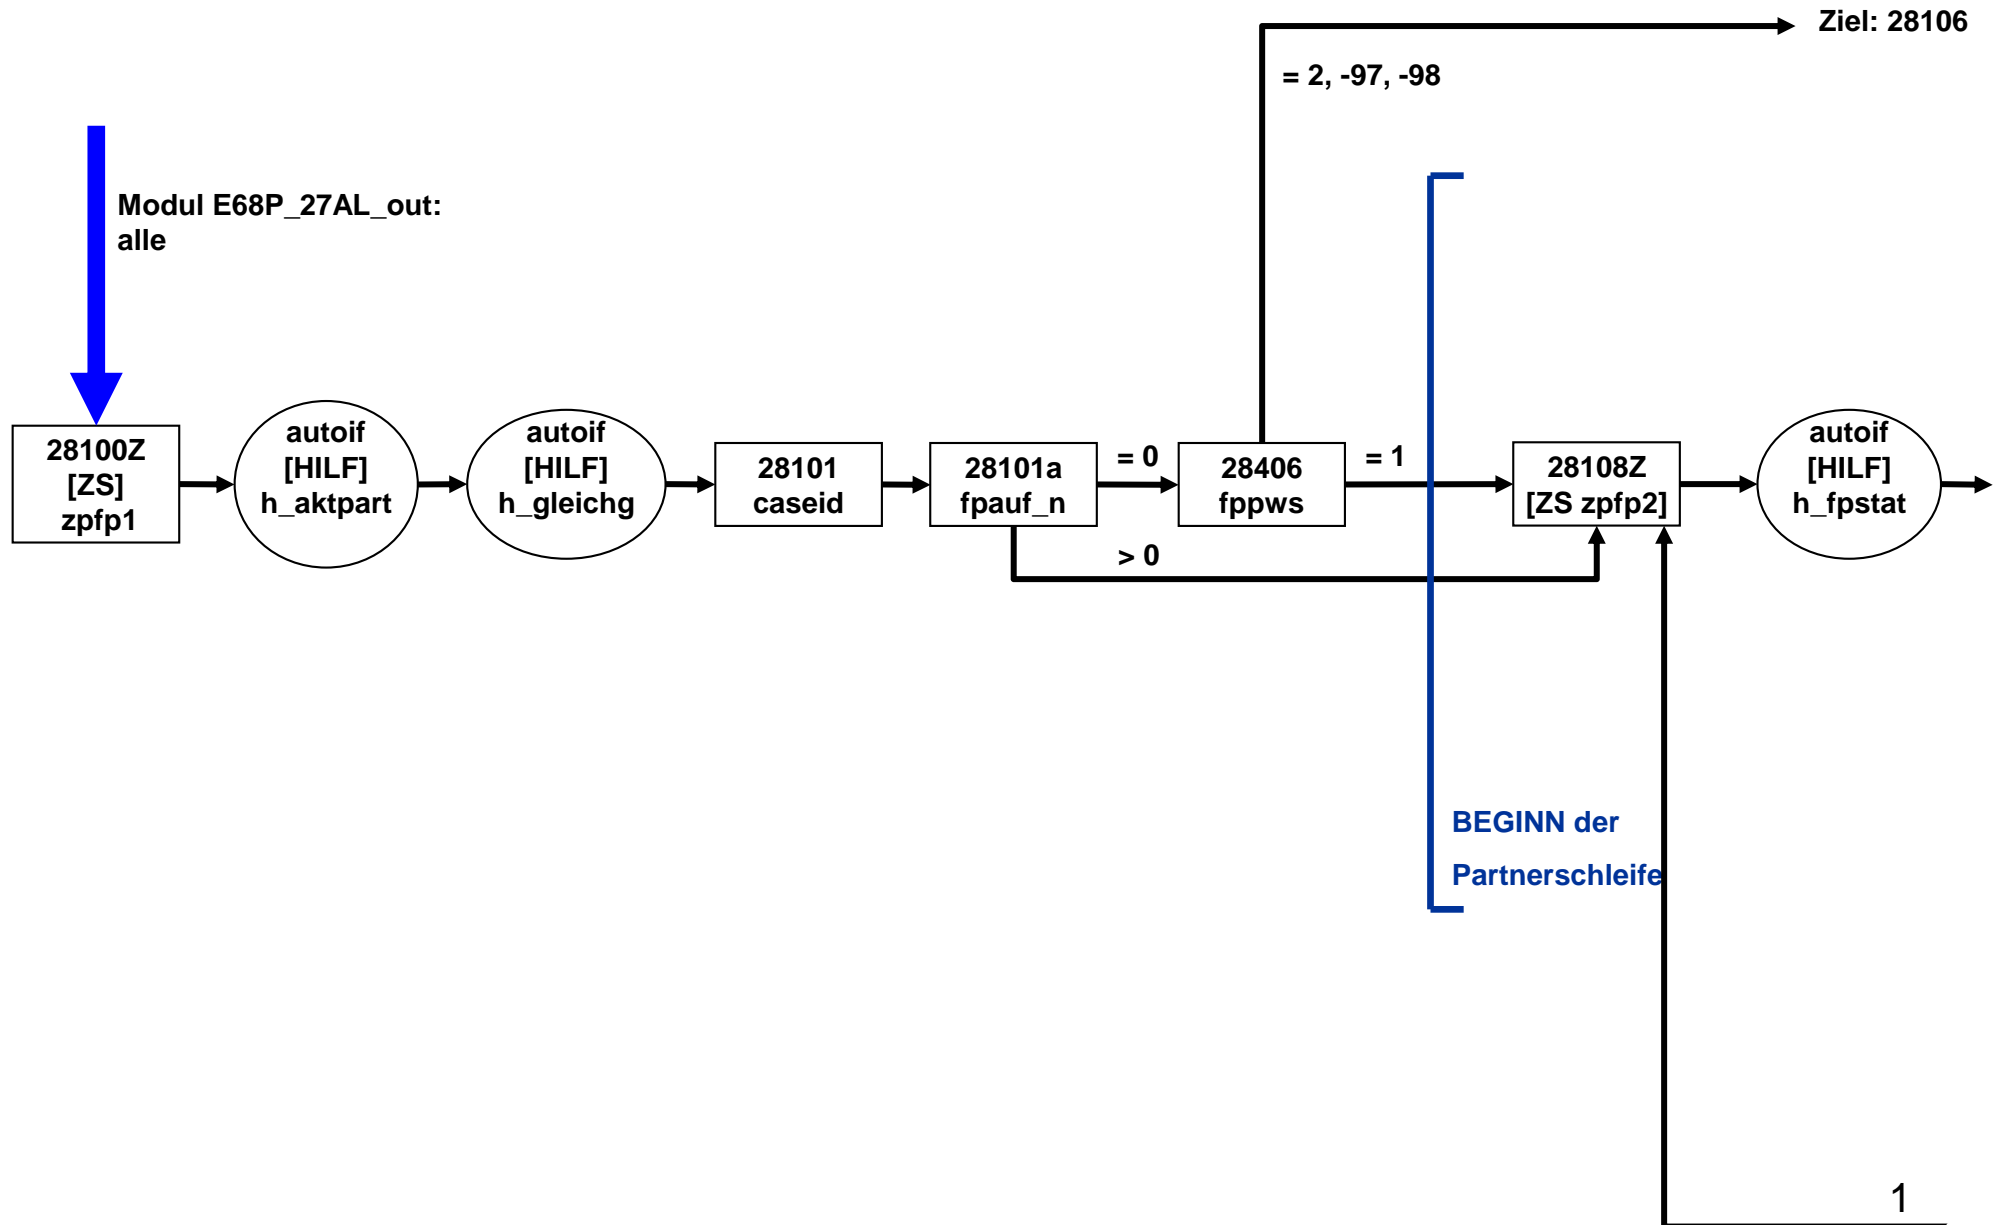 Ziel: 28106
= 2, -97, -98
Modul E68P_27AL_out:
alle
28100Z
[ZS]
zpfp1
autoif
[HILF]
h_aktpart
autoif
[HILF]
h_gleichg
28101
caseid
28101a
fpauf_n
= 0
> 0
28406
fppws
= 1
28108Z
[ZS zpfp2]
autoif
[HILF]
h_fpstat
BEGINN der
Partnerschleife
1